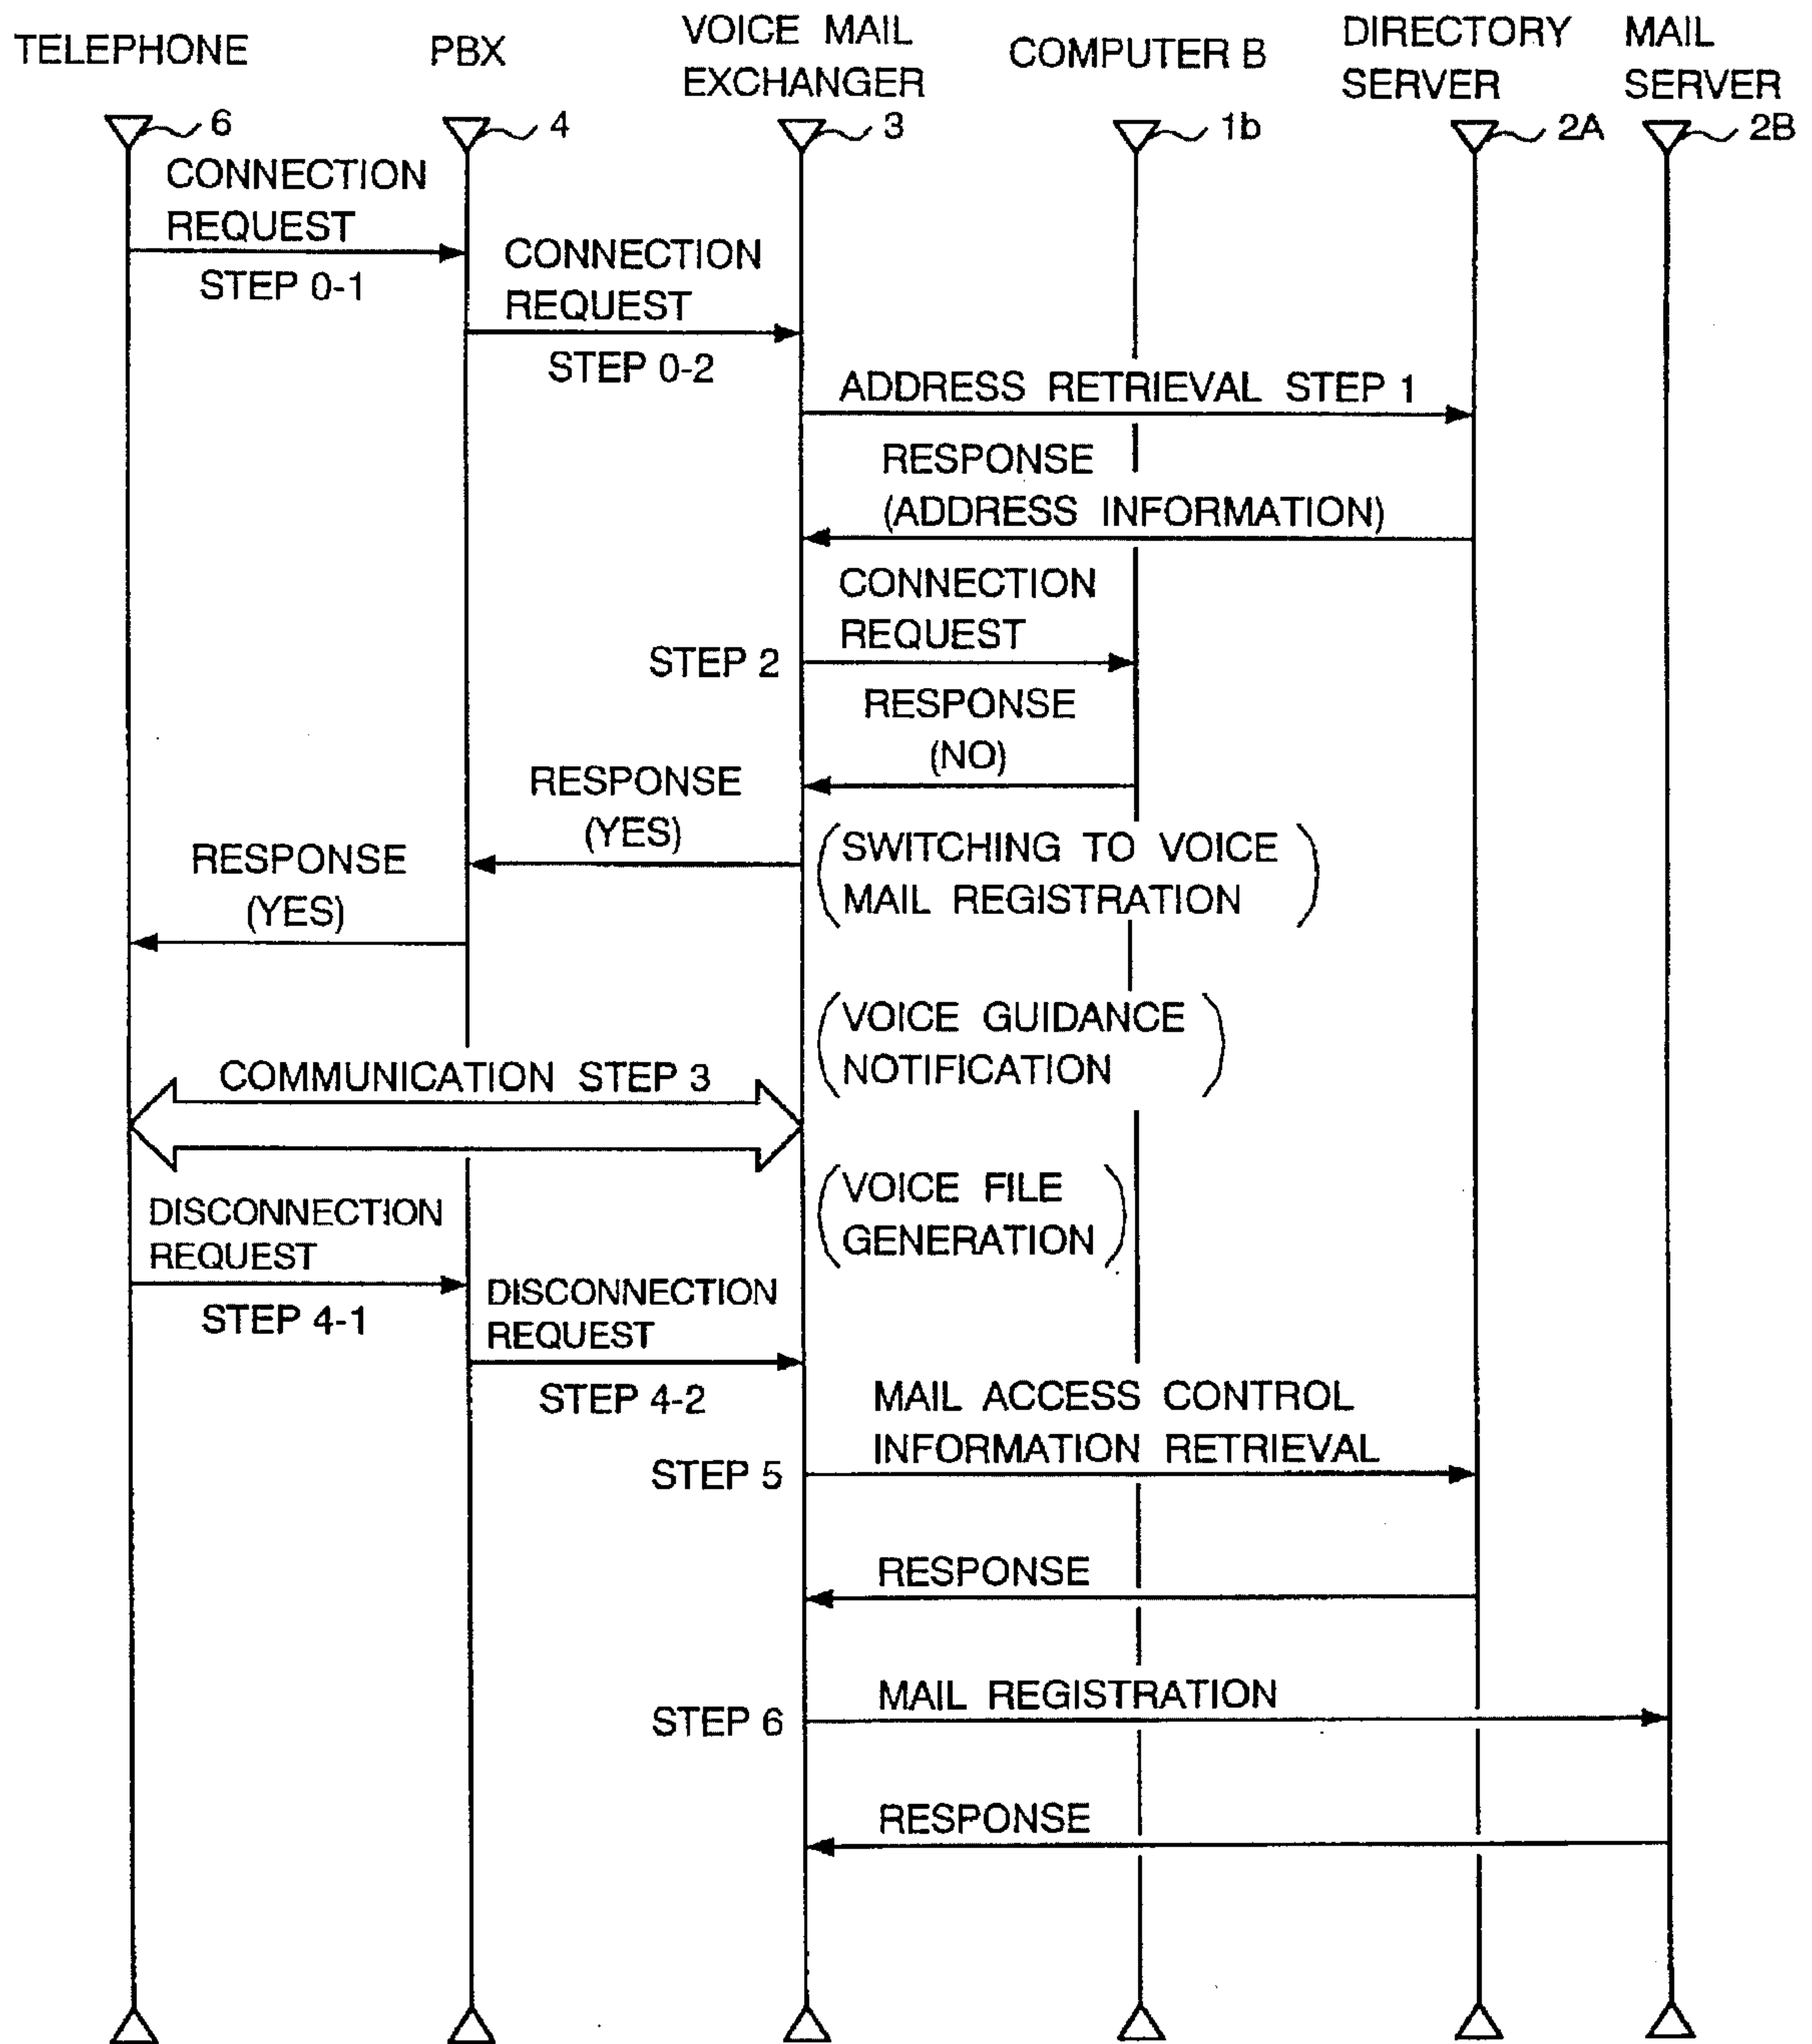 TELEPHONE
PBX
VOICE MAIL
EXCHANGER
COMPUTER B
DIRECTORY
SERVER
MAIL
SERVER
6
4
3
1b
2A
2B
CONNECTION
REQUEST
STEP 0-1
CONNECTION
REQUEST
STEP 0-2
ADDRESS RETRIEVAL STEP 1
RESPONSE
(ADDRESS INFORMATION)
CONNECTION
REQUEST
STEP 2
RESPONSE
(NO)
RESPONSE
(YES)
(SWITCHING TO VOICE
MAIL REGISTRATION)
RESPONSE
(YES)
(VOICE GUIDANCE
NOTIFICATION)
COMMUNICATION STEP 3
(VOICE FILE
GENERATION)
DISCONNECTION
REQUEST
STEP 4-1
DISCONNECTION
REQUEST
STEP 4-2
MAIL ACCESS CONTROL
INFORMATION RETRIEVAL
STEP 5
RESPONSE
MAIL REGISTRATION
STEP 6
RESPONSE